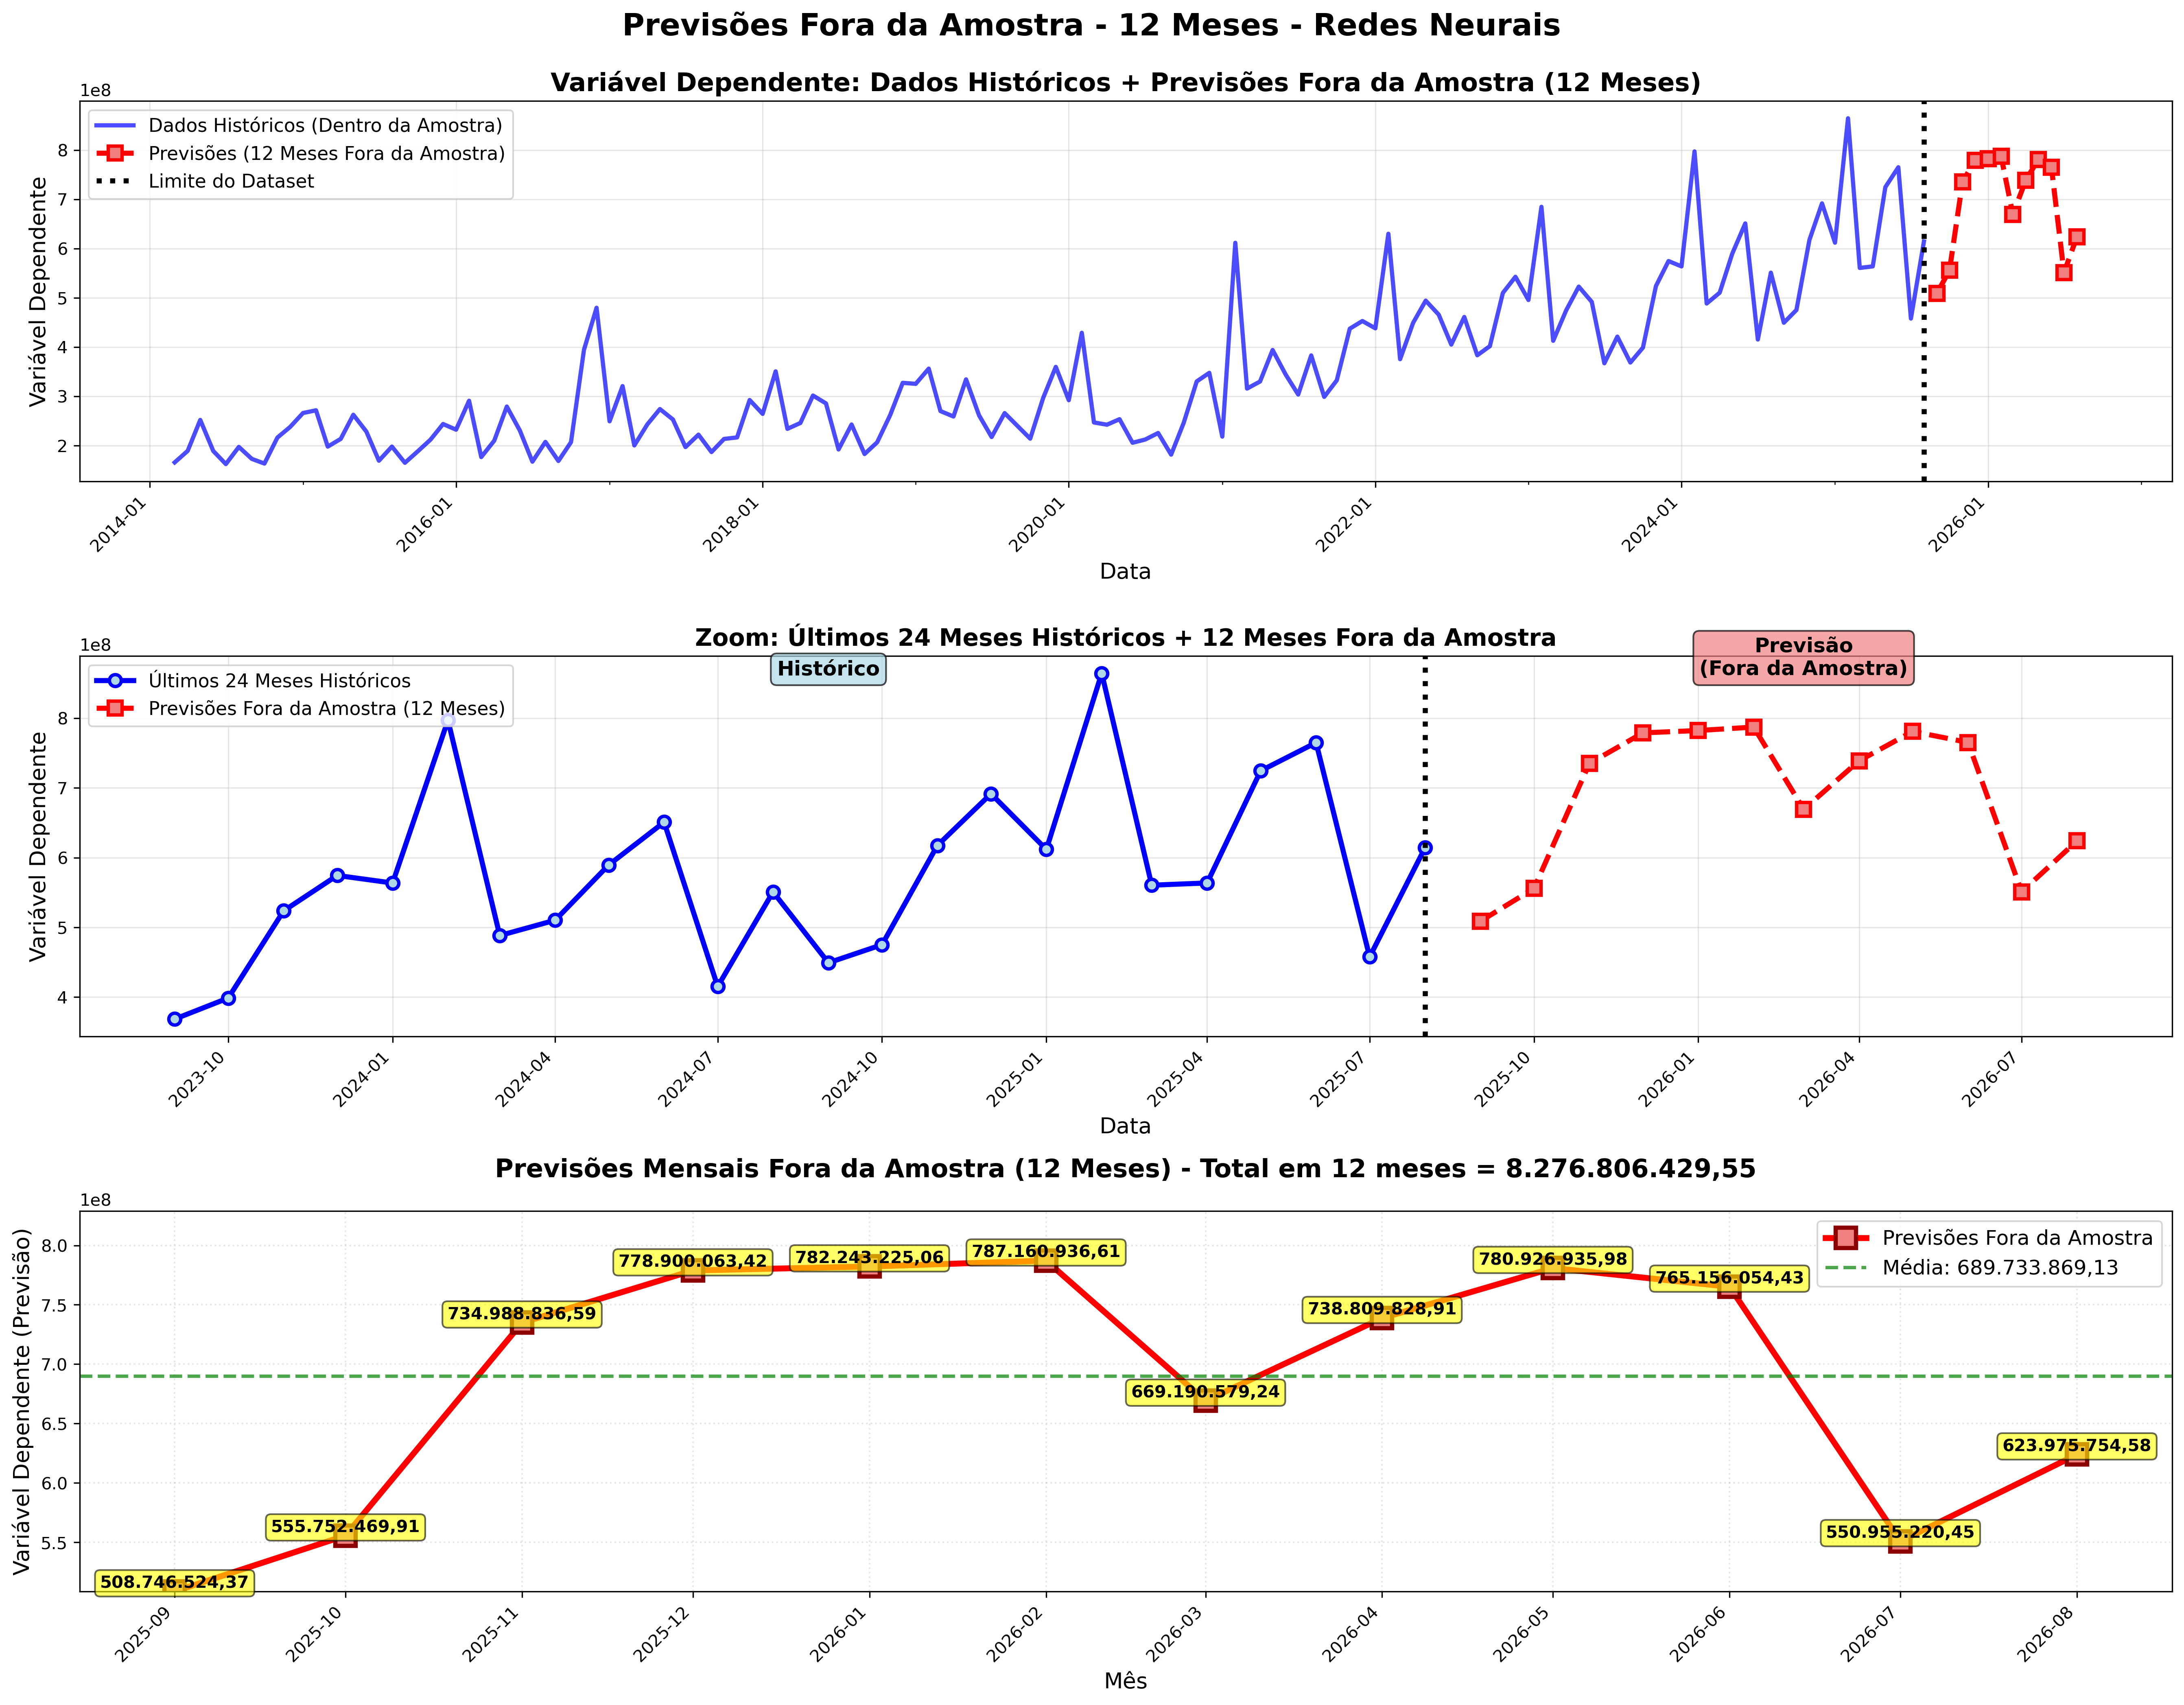 Previsões Fora da Amostra - 12 Meses - Redes Neurais
Variável Dependente: Dados Históricos + Previsões Fora da Amostra (12 Meses)
1e8
Dados Históricos (Dentro da Amostra)
Previsões (12 Meses Fora da Amostra)
Limite do Dataset
Variável Dependente
8
7
6
5
4
3
2
2014-01
2016-01
2018-01
2020-01
2022-01
2024-01
2026-01
Data
Zoom: Últimos 24 Meses Históricos + 12 Meses Fora da Amostra
1e8
Últimos 24 Meses Históricos
Previsões Fora da Amostra (12 Meses)
Histórico
Previsão
(Fora da Amostra)
Variável Dependente
8
7
6
5
4
2023-10
2024-01
2024-04
2024-07
2024-10
2025-01
2025-04
2025-07
2025-10
2026-01
2026-04
2026-07
Data
Previsões Mensais Fora da Amostra (12 Meses) - Total em 12 meses = 8.276.806.429,55
1e8
Previsões Fora da Amostra
Média: 689.733.869,13
Variável Dependente (Previsão)
8.0
7.5
7.0
6.5
6.0
5.5
508.746.524,37
555.752.469,91
734.988.836,59
778.900.063,42
782.243.225,06
787.160.936,61
669.190.579,24
738.809.828,91
780.926.935,98
765.156.054,43
550.955.220,45
623.975.754,58
2025-09
2025-10
2025-11
2025-12
2026-01
2026-02
2026-03
2026-04
2026-05
2026-06
2026-07
2026-08
Mês